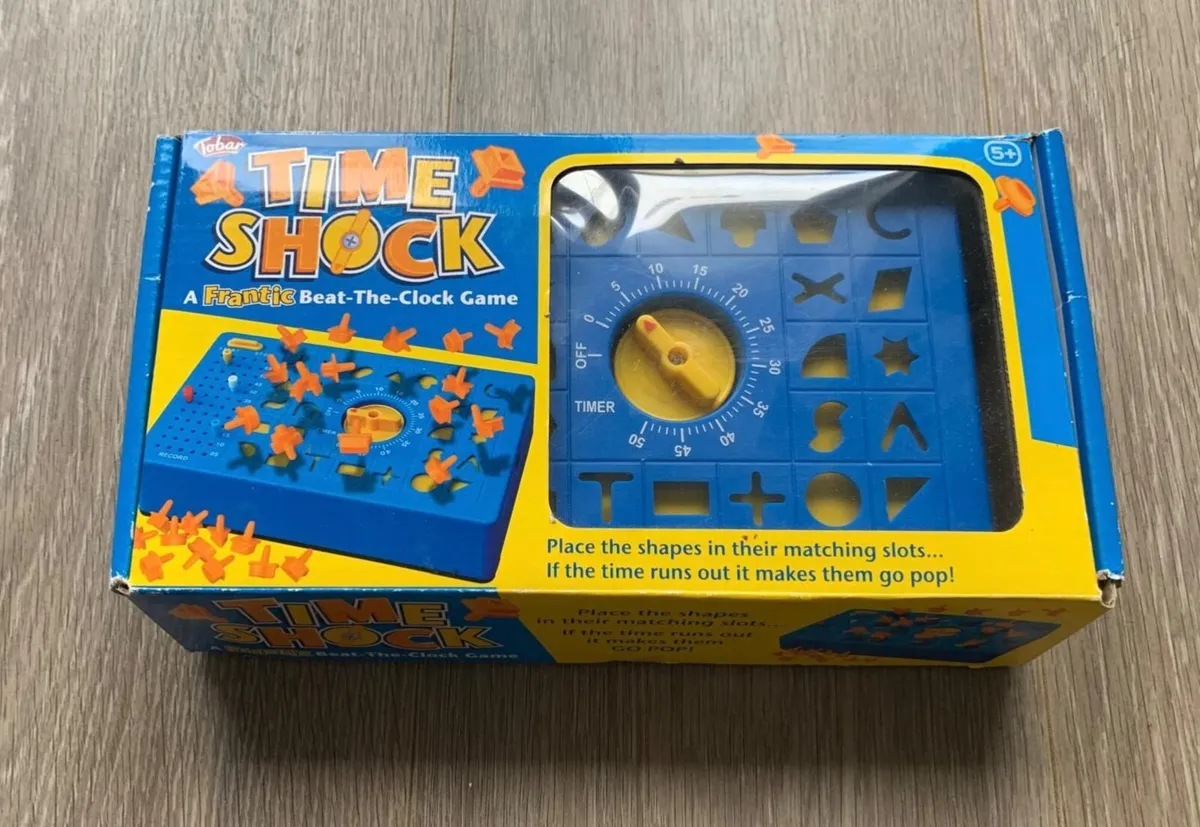 Tobar
TIME
SHOCK
A Frantic Beat-The-Clock Game
5+
RECORD
OFF
0
5
10
15
20
25
30
35
40
45
50
TIMER
Place the shapes in their matching slots...
If the time runs out it makes them go pop!
TIME
SHOCK
A Frantic Beat-The-Clock Game
Place the shapes
in their matching slots...
If the time runs out
it makes them
GO POP!